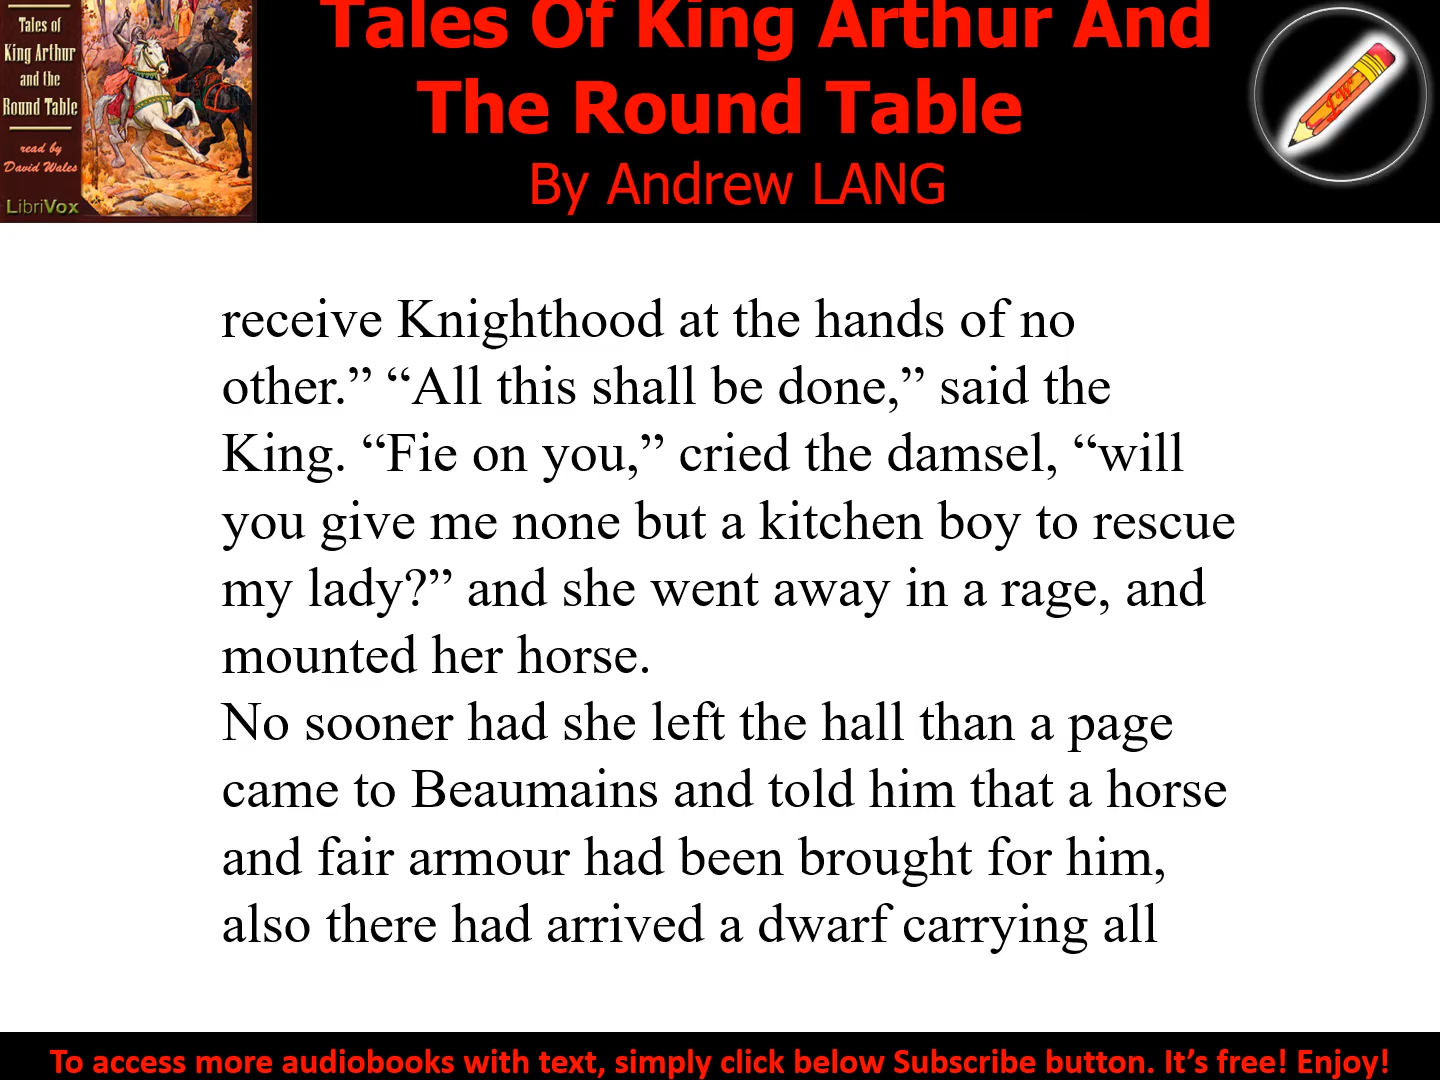 Tales of
King Arthur
and the
Round Table
read by
David Wales
LibriVox
Tales Of King Arthur And
The Round Table
By Andrew LANG
receive Knighthood at the hands of no
other.” “All this shall be done,” said the
King. “Fie on you,” cried the damsel, “will
you give me none but a kitchen boy to rescue
my lady?” and she went away in a rage, and
mounted her horse.
No sooner had she left the hall than a page
came to Beaumains and told him that a horse
and fair armour had been brought for him,
also there had arrived a dwarf carrying all
To access more audiobooks with text, simply click below Subscribe button. It’s free! Enjoy!